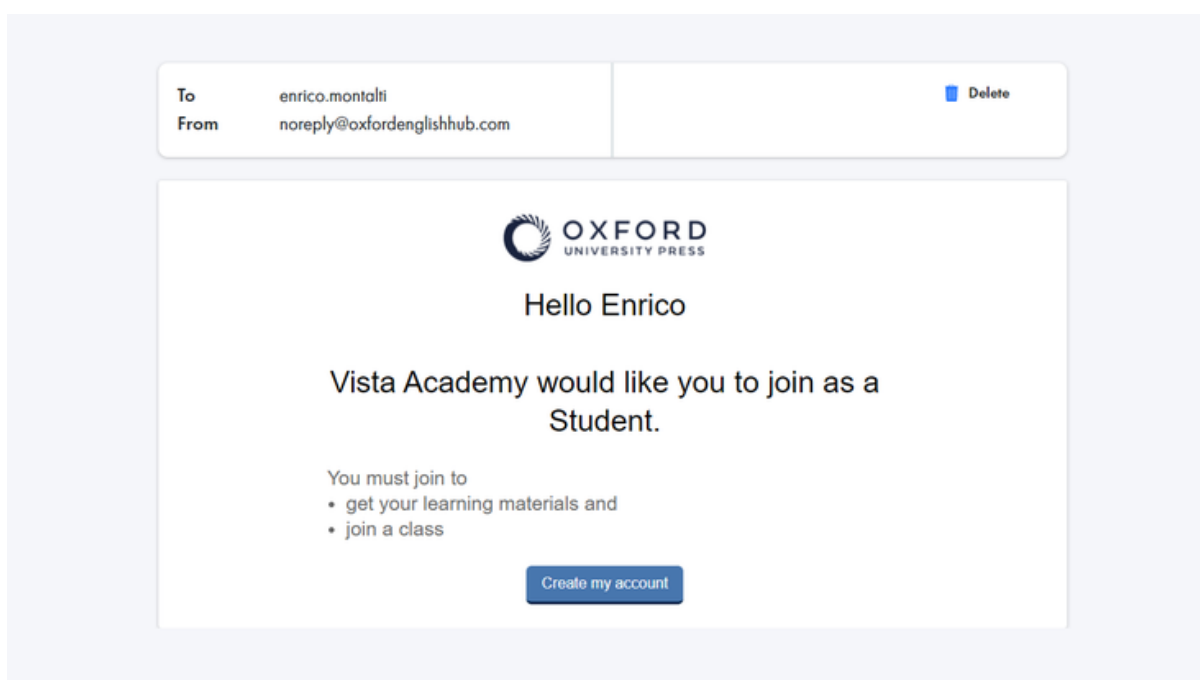 To enrico.montalti
Delete
From noreply@oxfordenglishhub.com
OXFORD
UNIVERSITY PRESS
Hello Enrico
Vista Academy would like you to join as a
Student.
You must join to
• get your learning materials and
• join a class
Create my account